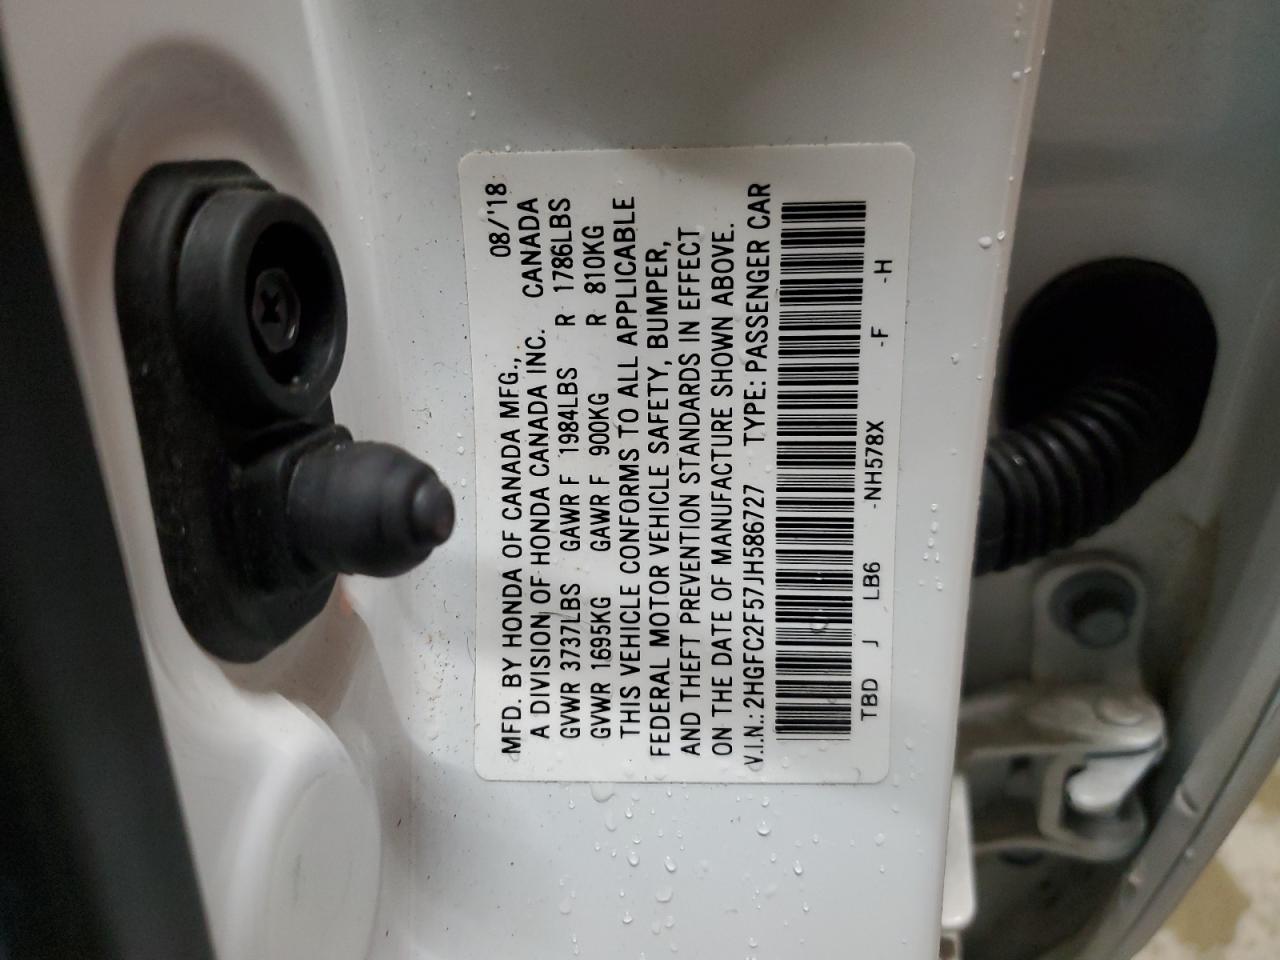 08/'18
MFD. BY HONDA OF CANADA MFG.,
A DIVISION OF HONDA CANADA INC. CANADA
GVWR 3737LBS GAWR F 1984LBS R 1786LBS
GVWR 1695KG GAWR F 900KG R 810KG
THIS VEHICLE CONFORMS TO ALL APPLICABLE
FEDERAL MOTOR VEHICLE SAFETY, BUMPER,
AND THEFT PREVENTION STANDARDS IN EFFECT
ON THE DATE OF MANUFACTURE SHOWN ABOVE.
V.I.N.: 2HGFC2F57JH586727 TYPE: PASSENGER CAR
TBD J LB6 -NH578X -F -H